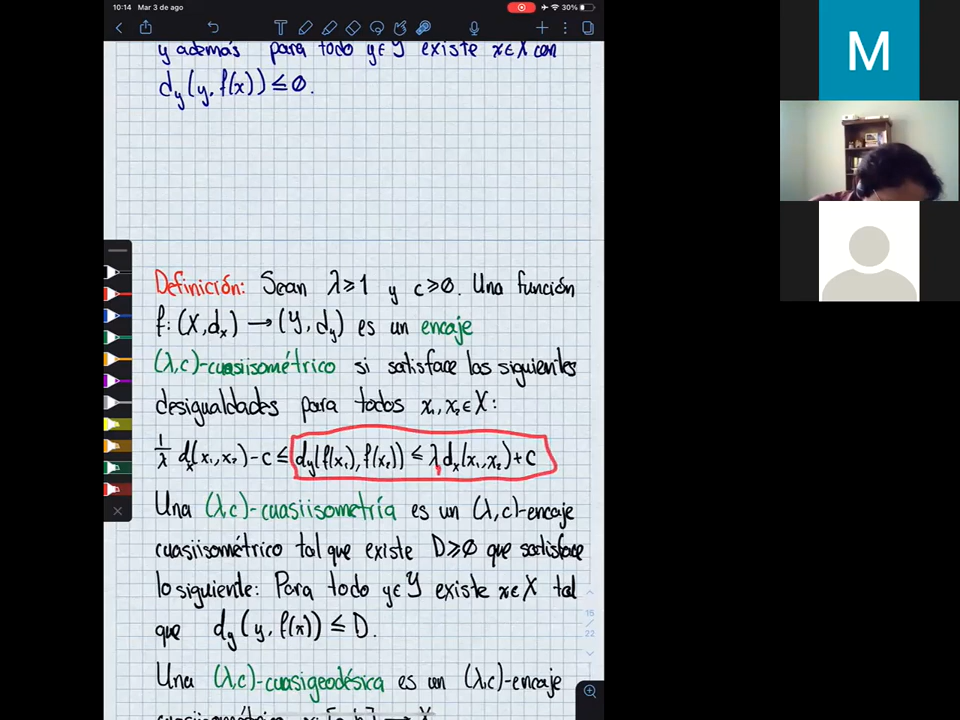 10:14 Mar 3 de ago
30%
y además para todo y∈Y existe x∈X con
d_y(y, f(x)) ≤ 0.
M
Definición: Sean λ≥1 y c≥0. Una función
f: (X,d_x) → (Y, d_y) es un encaje
(λ,c)-cuasiisométrico si satisface las siguientes
desigualdades para todos x₁,x₂∈X:
1/λ d_x(x₁,x₂)-c ≤ d_y(f(x₁),f(x₂)) ≤ λd_x(x₁,x₂)+c
Una (λ,c)-cuasiisometría es un (λ,c)-encaje
cuasiisométrico tal que existe D≥0 que satisface
lo siguiente: Para todo y∈Y existe x∈X tal
que d_y(y, f(x)) ≤ D.
15
/
22
Una (λ,c)-cuasigeodésica es un (λ,c)-encaje